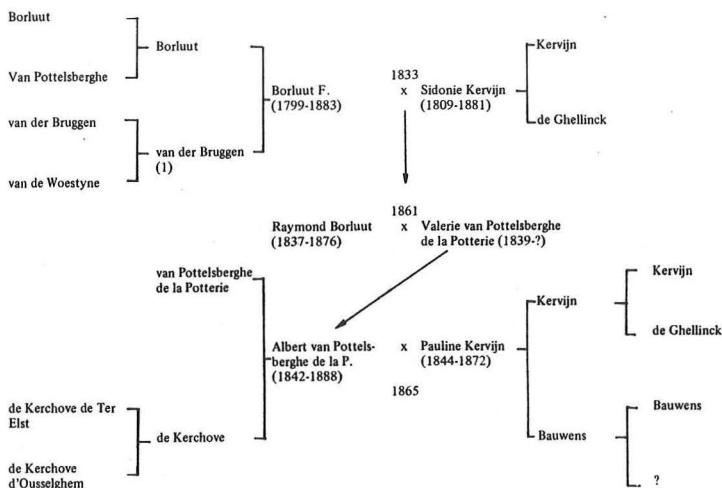 Borluut
Van Pottelsberghe
Borluut
van der Bruggen
van de Woestyne
van der Bruggen
(1)
Borluut F.
(1799-1883)
1833
x
Sidonie Kervijn
(1809-1881)
Kervijn
de Ghellinck
Raymond Borluut
(1837-1876)
1861
x
Valerie van Pottelsberghe
de la Potterie (1839-?)
van Pottelsberghe
de la Potterie
Albert van Pottels-
berghe de la P.
(1842-1888)
x
1865
Pauline Kervijn
(1844-1872)
Kervijn
Kervijn
de Ghellinck
de Kerchove de Ter
Elst
de Kerchove
d'Ousselghem
de Kerchove
Bauwens
Bauwens
?